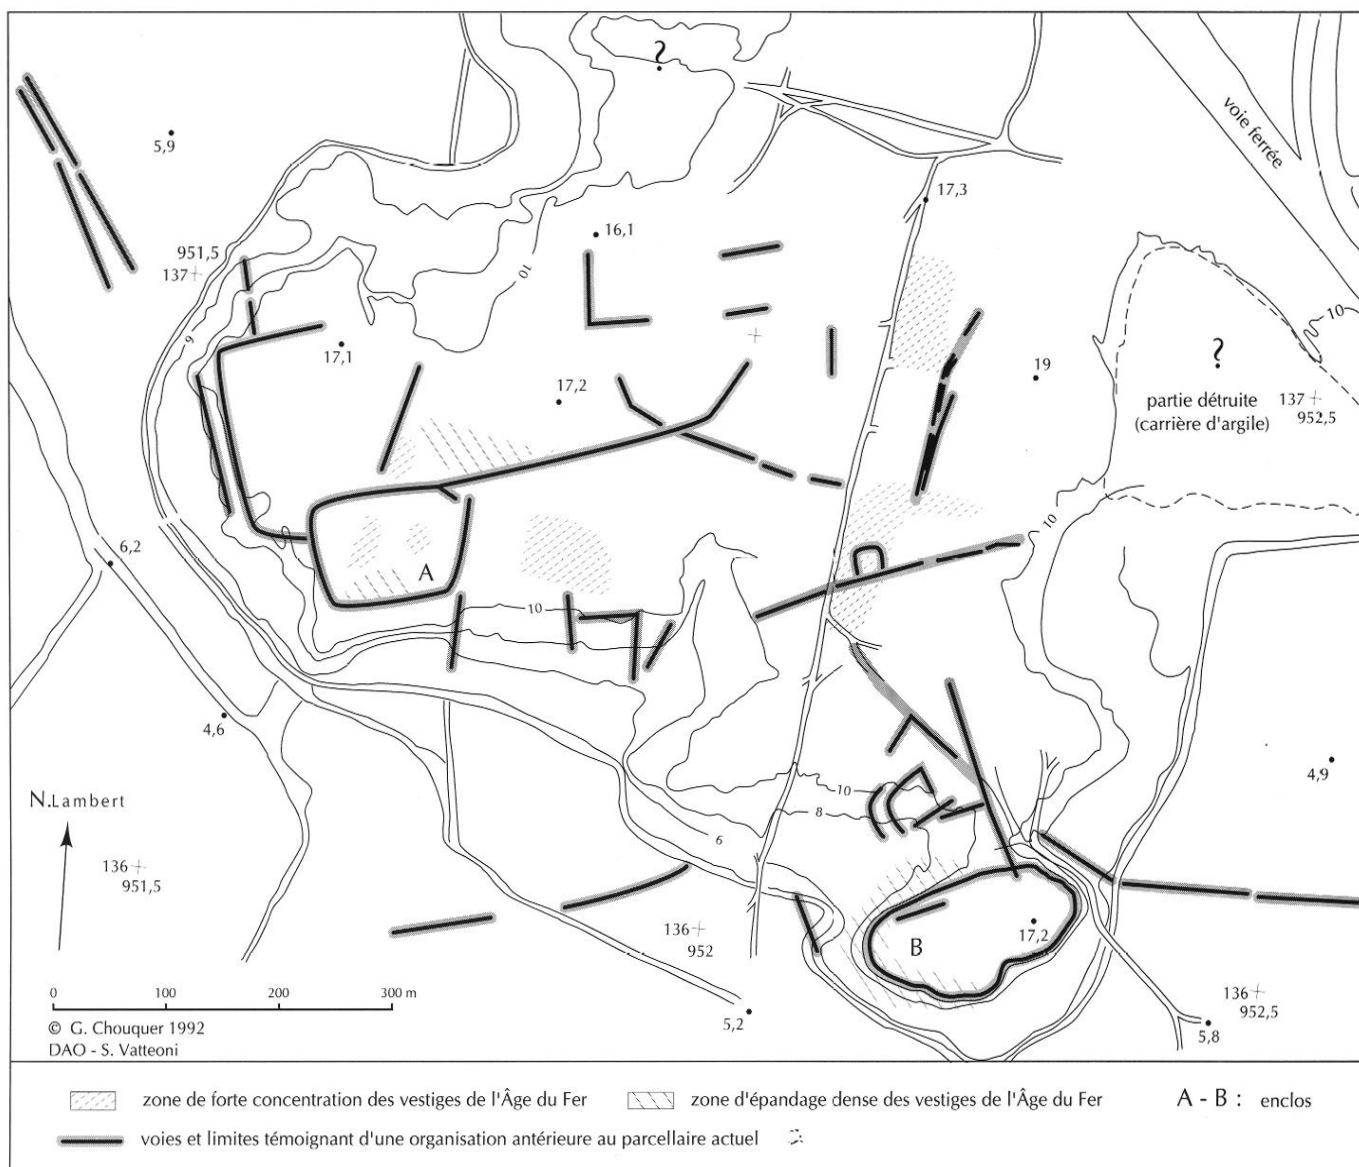 ?
voie ferrée
5,9
17,3
16,1
951,5
137
10
10
6
17,1
19
?
17,2
partie détruite
(carrière d'argile)
137
952,5
10
6,2
A
10
4,6
4,9
N.Lambert
10
8
6
136
951,5
136
952
B
17,2
136
952,5
0 100 200 300 m
5,2
5,8
© G. Chouquer 1992
DAO - S. Vatteoni
zone de forte concentration des vestiges de l'Âge du Fer
zone d'épandage dense des vestiges de l'Âge du Fer
A - B : enclos
voies et limites témoignant d'une organisation antérieure au parcellaire actuel